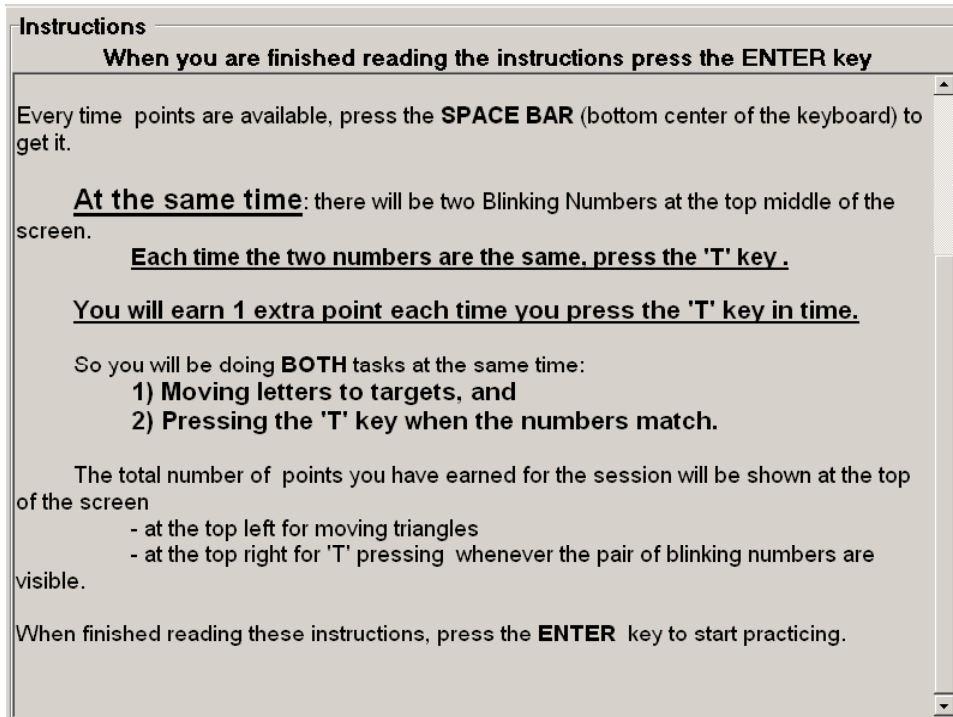 Instructions
When you are finished reading the instructions press the ENTER key
Every time  points are available, press the SPACE BAR (bottom center of the keyboard) to
get it.
At the same time: there will be two Blinking Numbers at the top middle of the
screen.
Each time the two numbers are the same, press the 'T' key .
You will earn 1 extra point each time you press the 'T' key in time.
So you will be doing BOTH tasks at the same time:
1) Moving letters to targets, and
2) Pressing the 'T' key when the numbers match.
The total number of  points you have earned for the session will be shown at the top
of the screen
- at the top left for moving triangles
- at the top right for 'T' pressing  whenever the pair of blinking numbers are
visible.
When finished reading these instructions, press the ENTER  key to start practicing.